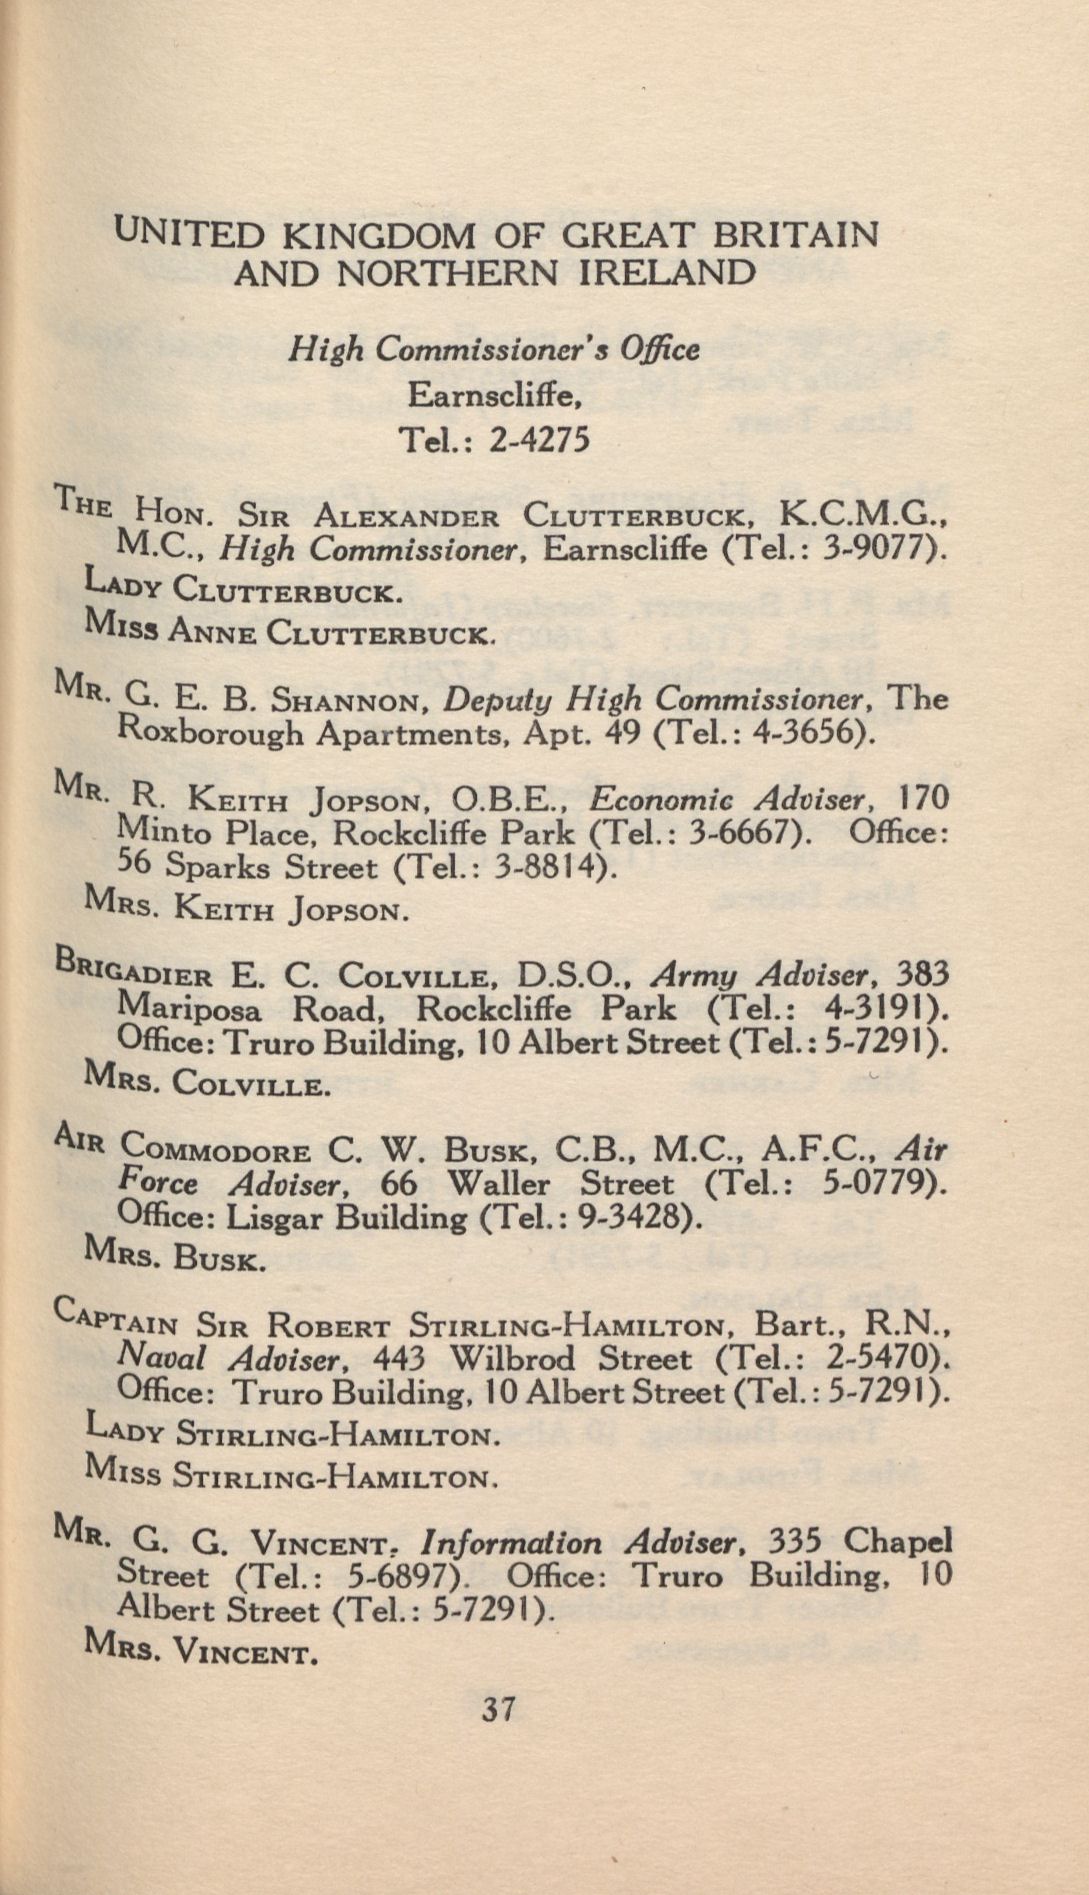 UNITED KINGDOM OF GREAT BRITAIN
AND NORTHERN IRELAND
High Commissioner's Office
Earnscliffe,
Tel.: 2-4275
THE HON. SIR ALEXANDER CLUTTERBUCK, K.C.M.G.,
M.C., High Commissioner, Earnscliffe (Tel.: 3-9077).
LADY CLUTTERBUCK.
MISS ANNE CLUTTERBUCK.
MR. G. E. B. SHANNON, Deputy High Commissioner, The
Roxborough Apartments, Apt. 49 (Tel.: 4-3656).
MR. R. KEITH JOPSON, O.B.E., Economic Adviser, 170
Minto Place, Rockcliffe Park (Tel.: 3-6667). Office:
56 Sparks Street (Tel.: 3-8814).
MRS. KEITH JOPSON.
BRIGADIER E. C. COLVILLE, D.S.O., Army Adviser, 383
Mariposa Road, Rockcliffe Park (Tel.: 4-3191).
Office: Truro Building, 10 Albert Street (Tel.: 5-7291).
MRS. COLVILLE.
AIR COMMODORE C. W. BUSK, C.B., M.C., A.F.C., Air
Force Adviser, 66 Waller Street (Tel.: 5-0779).
Office: Lisgar Building (Tel.: 9-3428).
MRS. BUSK.
CAPTAIN SIR ROBERT STIRLING-HAMILTON, Bart., R.N.,
Naval Adviser, 443 Wilbrod Street (Tel.: 2-5470).
Office: Truro Building, 10 Albert Street (Tel.: 5-7291).
LADY STIRLING-HAMILTON.
MISS STIRLING-HAMILTON.
MR. G. G. VINCENT, Information Adviser, 335 Chapel
Street (Tel.: 5-6897). Office: Truro Building, 10
Albert Street (Tel.: 5-7291).
MRS. VINCENT.
37